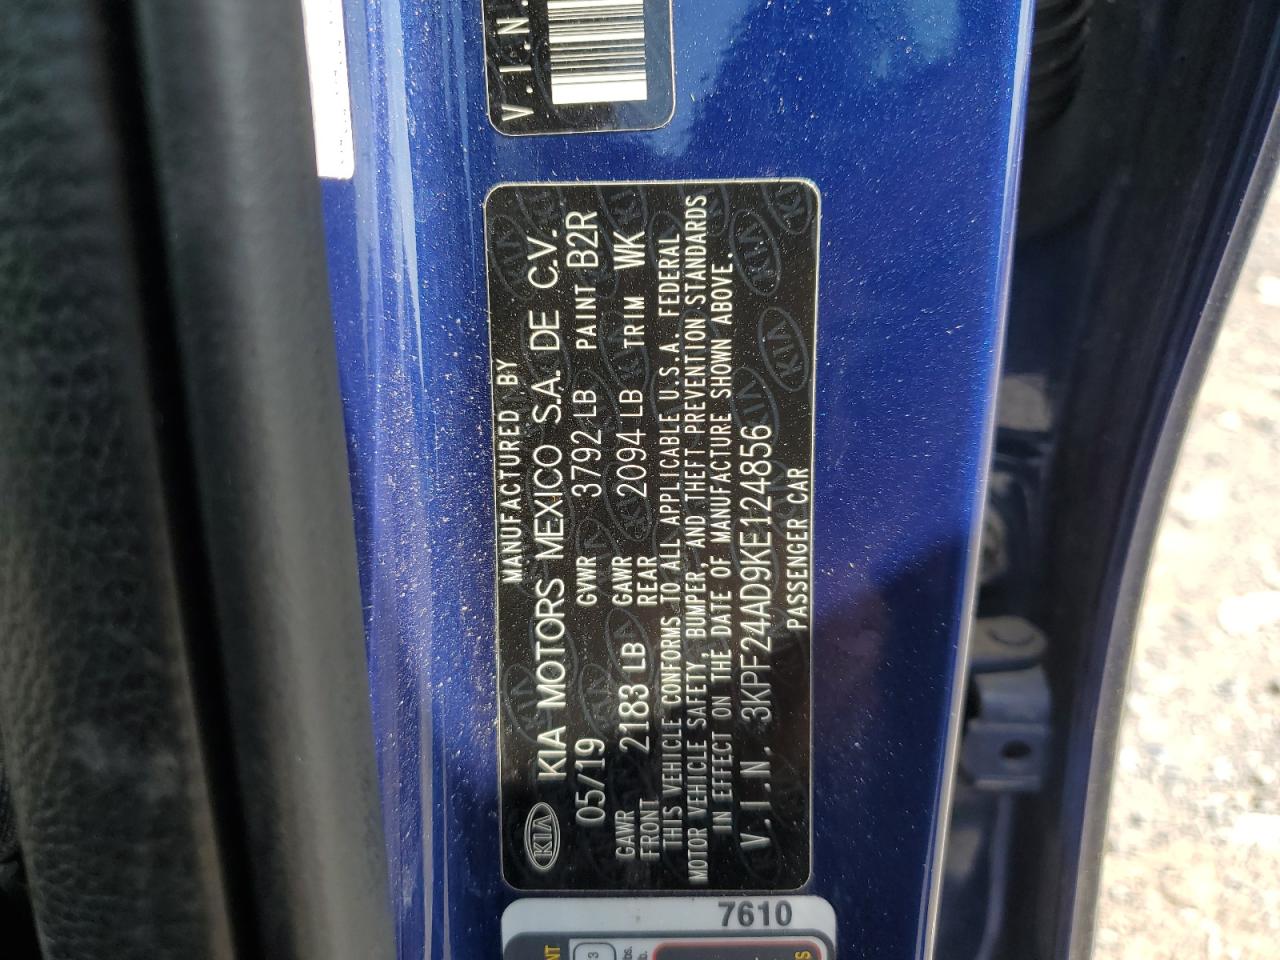 V.I.N.
MANUFACTURED BY
KIA KIA MOTORS MEXICO S.A. DE C.V.
05/19 GVWR 3792 LB PAINT B2R
GAWR FRONT 2183 LB GAWR REAR 2094 LB TRIM WK
THIS VEHICLE CONFORMS TO ALL APPLICABLE U.S.A. FEDERAL
MOTOR VEHICLE SAFETY, BUMPER, AND THEFT PREVENTION STANDARDS
IN EFFECT ON THE DATE OF MANUFACTURE SHOWN ABOVE.
V.I.N. 3KPF24AD9KE124856
PASSENGER CAR
7610